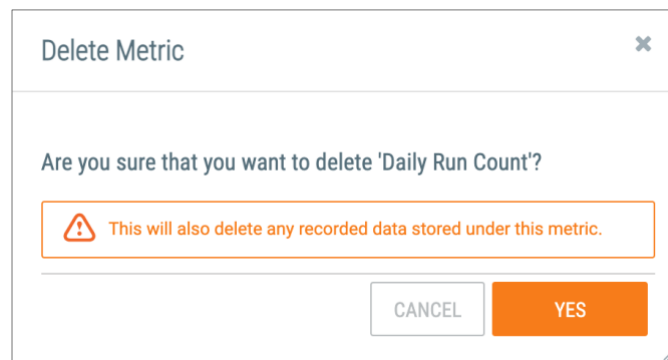 Delete Metric
Are you sure that you want to delete 'Daily Run Count'?
This will also delete any recorded data stored under this metric.
CANCEL YES